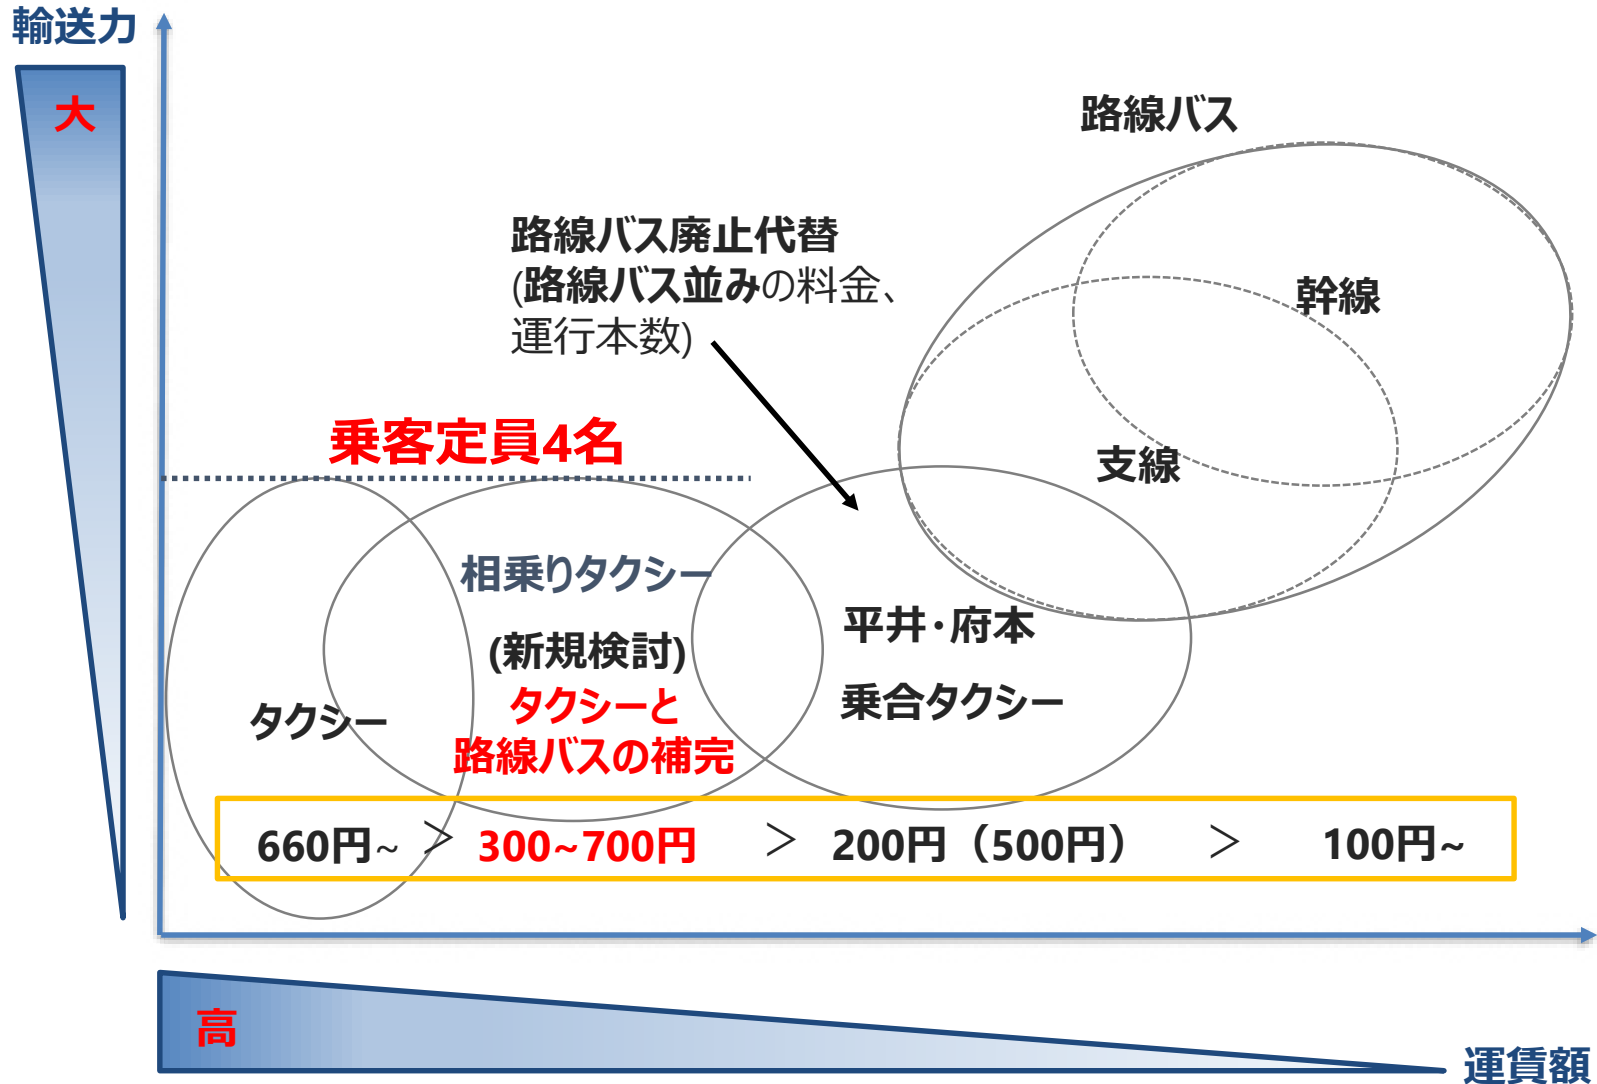 輸送力
大
路線バス
路線バス廃止代替
(路線バス並みの料金、
運行本数)
幹線
乗客定員4名
支線
相乗りタクシー
(新規検討)
タクシーと
路線バスの補完
平井・府本
乗合タクシー
タクシー
660円~ > 300~700円 > 200円（500円） > 100円~
高
運賃額